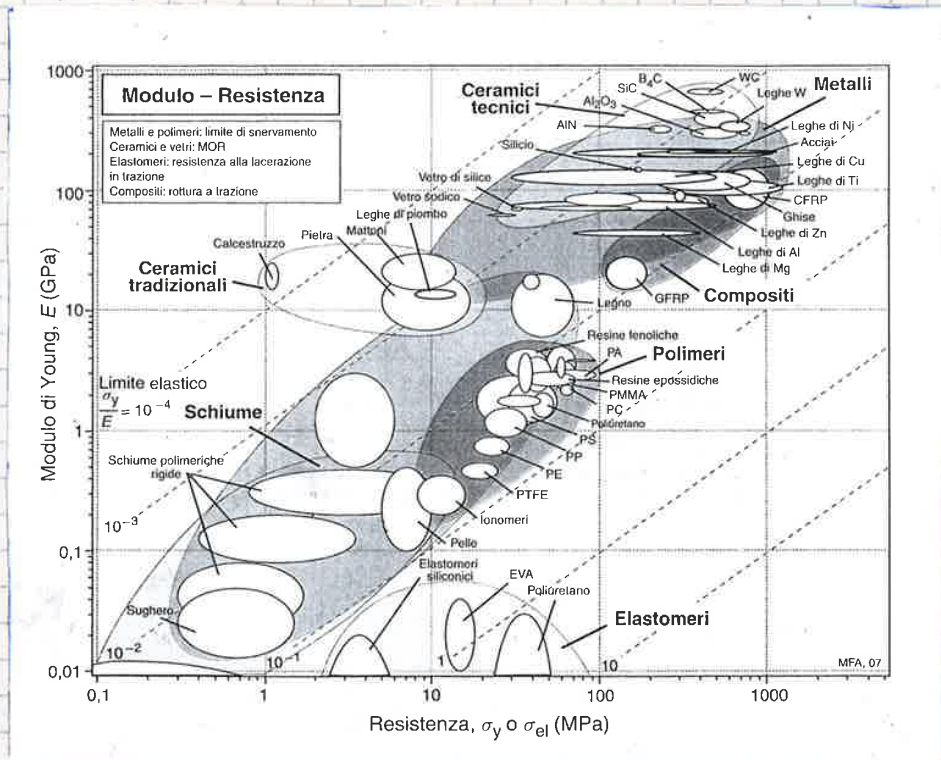 Modulo – Resistenza
Metalli e polimeri: limite di snervamento
Ceramici e vetri: MOR
Elastomeri: resistenza alla lacerazione
in trazione
Compositi: rottura a trazione
1000
100
10
1
0,1
0,01
Modulo di Young, E (GPa)
Ceramici
tecnici
B4C
SiC
Al2O3
AlN
WC
Metalli
Leghe W
Leghe di Ni
Acciai
Leghe di Cu
Leghe di Ti
CFRP
Ghise
Leghe di Zn
Leghe di Al
Leghe di Mg
Silicio
Vetro di silice
Vetro sodico
Leghe di piombo
Mattoni
Pietra
Calcestruzzo
Ceramici
tradizionali
GFRP
Compositi
Legno
Resine fenoliche
PA
Polimeri
Resine epossidiche
PMMA
PC
Poliuretano
PS
PP
PE
PTFE
Ionomeri
Pelle
Limite elastico
σy/E = 10⁻⁴
Schiume
Schiume polimeriche
rigide
10⁻³
Sughero
Elastomeri
siliconici
EVA
Poliuretano
Elastomeri
10⁻²
10⁻¹
1
10
MFA, 07
0,1
1
10
100
1000
Resistenza, σy o σel (MPa)